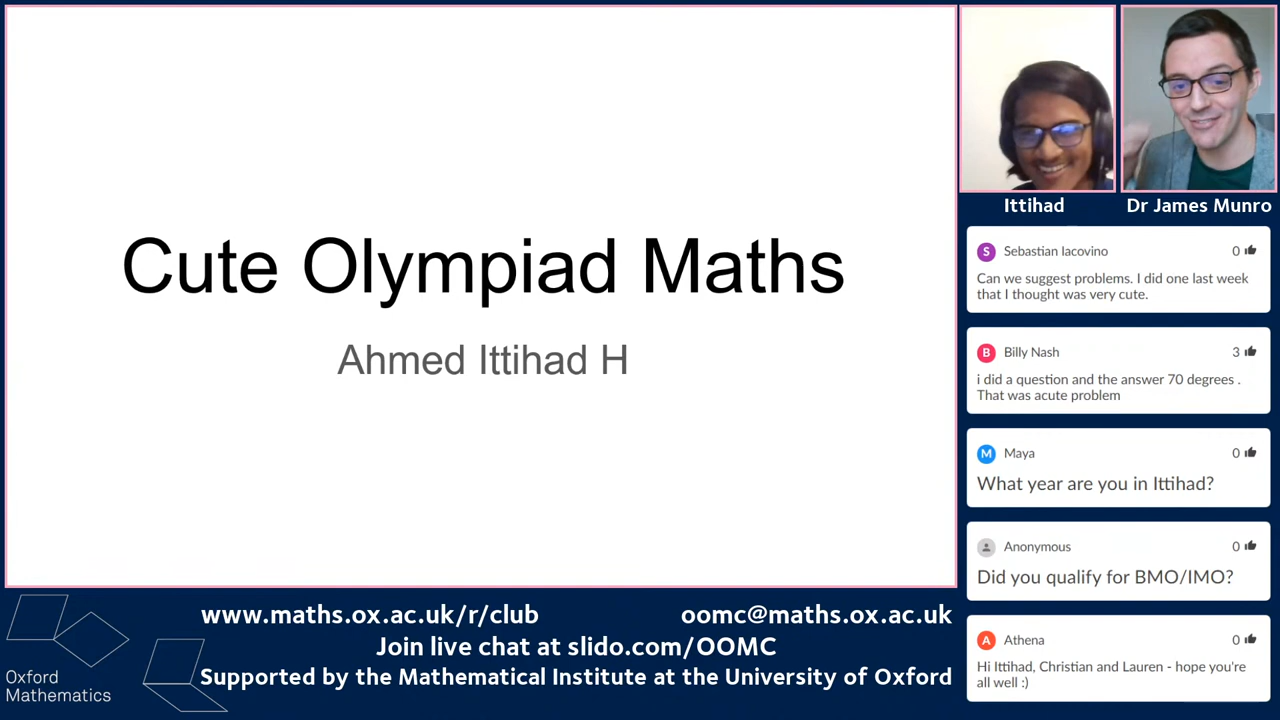 Cute Olympiad Maths
Ahmed Ittihad H
Ittihad
Dr James Munro
S
Sebastian Iacovino
0
Can we suggest problems. I did one last week
that I thought was very cute.
B
Billy Nash
3
i did a question and the answer 70 degrees .
That was acute problem
M
Maya
0
What year are you in Ittihad?
Anonymous
0
Did you qualify for BMO/IMO?
A
Athena
0
Hi Ittihad, Christian and Lauren - hope you're
all well :)
www.maths.ox.ac.uk/r/club
oomc@maths.ox.ac.uk
Join live chat at slido.com/OOMC
Supported by the Mathematical Institute at the University of Oxford
Oxford
Mathematics